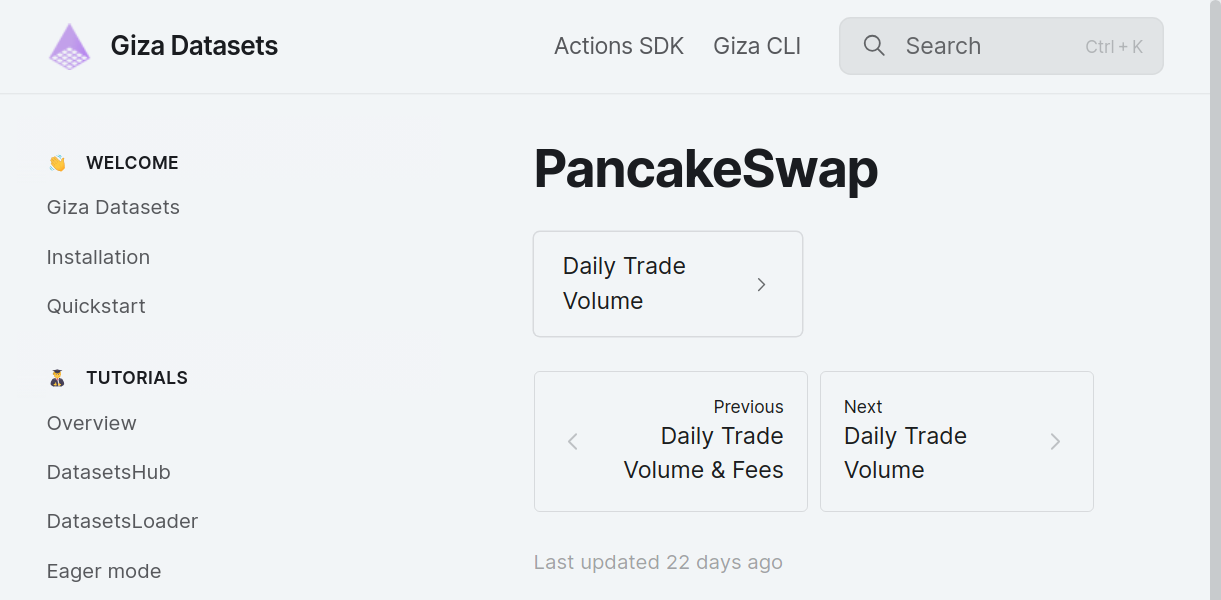 Giza Datasets
Actions SDK
Giza CLI
Search
Ctrl + K
WELCOME
Giza Datasets
Installation
Quickstart
TUTORIALS
Overview
DatasetsHub
DatasetsLoader
Eager mode
PancakeSwap
Daily Trade
Volume
Previous
Daily Trade
Volume & Fees
Next
Daily Trade
Volume
Last updated 22 days ago